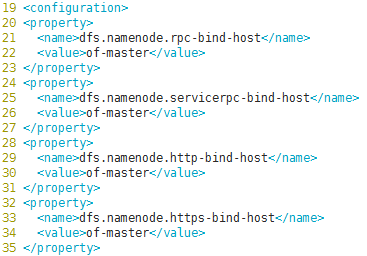 19 <configuration>
20 <property>
21   <name>dfs.namenode.rpc-bind-host</name>
22   <value>of-master</value>
23 </property>
24 <property>
25   <name>dfs.namenode.servicerpc-bind-host</name>
26   <value>of-master</value>
27 </property>
28 <property>
29   <name>dfs.namenode.http-bind-host</name>
30   <value>of-master</value>
31 </property>
32 <property>
33   <name>dfs.namenode.https-bind-host</name>
34   <value>of-master</value>
35 </property>